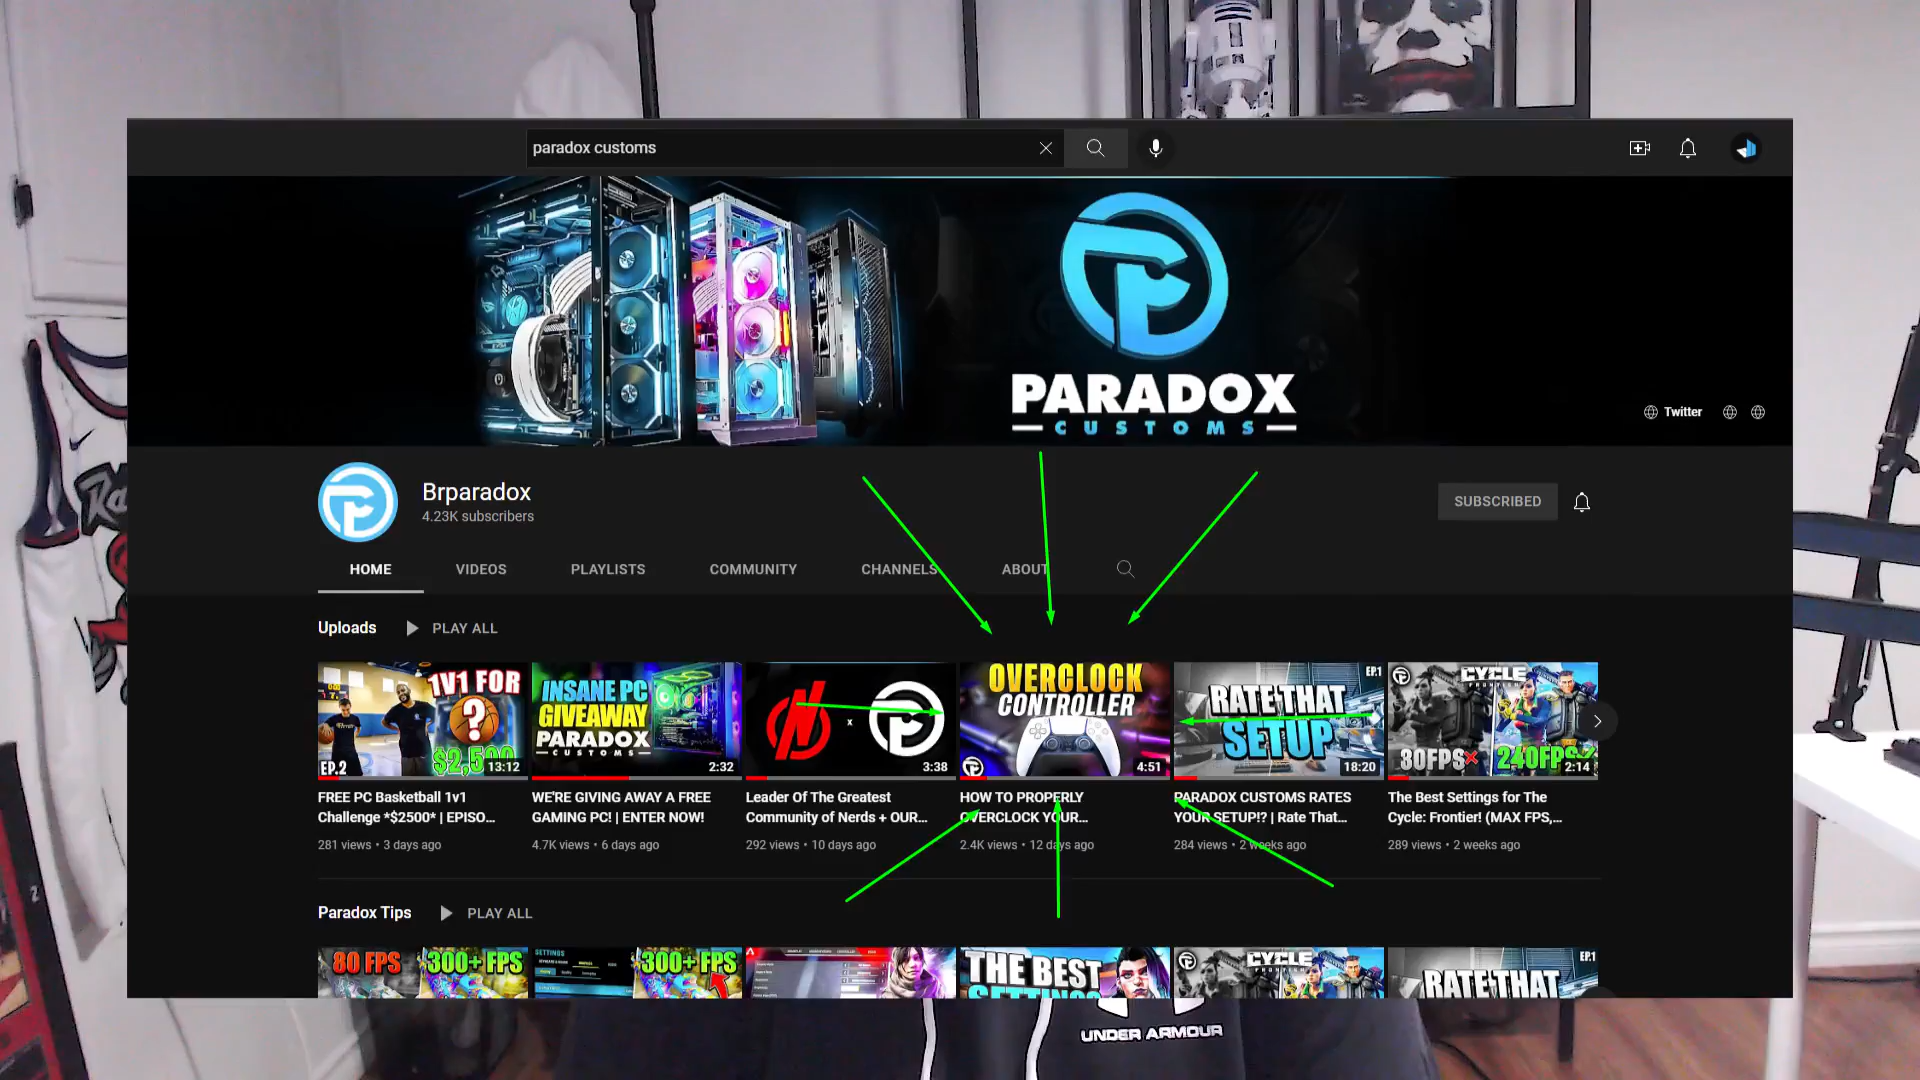 paradox customs
PARADOX
CUSTOMS
Twitter
Brparadox
4.23K subscribers
SUBSCRIBED
HOME VIDEOS PLAYLISTS COMMUNITY CHANNELS ABOUT
Uploads PLAY ALL
1V1 FOR
?
$2,500
EP.2
13:12
INSANE PC
GIVEAWAY
PARADOX
CUSTOMS
2:32
x
3:38
OVERCLOCK
CONTROLLER
4:51
EP.1
RATE THAT
SETUP
18:20
CYCLE
FRONTIER
80FPS 240FPS
2:14
FREE PC Basketball 1v1
Challenge *$2500* | EPISO...
281 views • 3 days ago
WE'RE GIVING AWAY A FREE
GAMING PC! | ENTER NOW!
4.7K views • 6 days ago
Leader Of The Greatest
Community of Nerds + OUR...
292 views • 10 days ago
HOW TO PROPERLY
OVERCLOCK YOUR...
2.4K views • 12 days ago
PARADOX CUSTOMS RATES
YOUR SETUP!? | Rate That...
284 views • 2 weeks ago
The Best Settings for The
Cycle: Frontier! (MAX FPS,...
289 views • 2 weeks ago
Paradox Tips PLAY ALL
80 FPS 300+ FPS
SETTINGS
300+ FPS
THE BEST
SETTINGS
CYCLE
EP.1
RATE THAT
UNDER ARMOUR